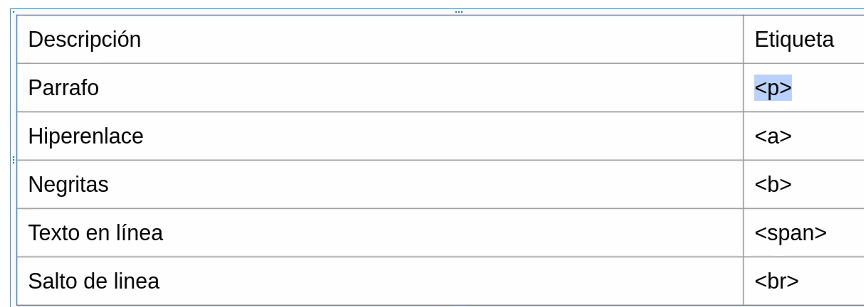 Descripción Etiqueta
Parrafo <p>
Hiperenlace <a>
Negritas <b>
Texto en línea <span>
Salto de linea <br>